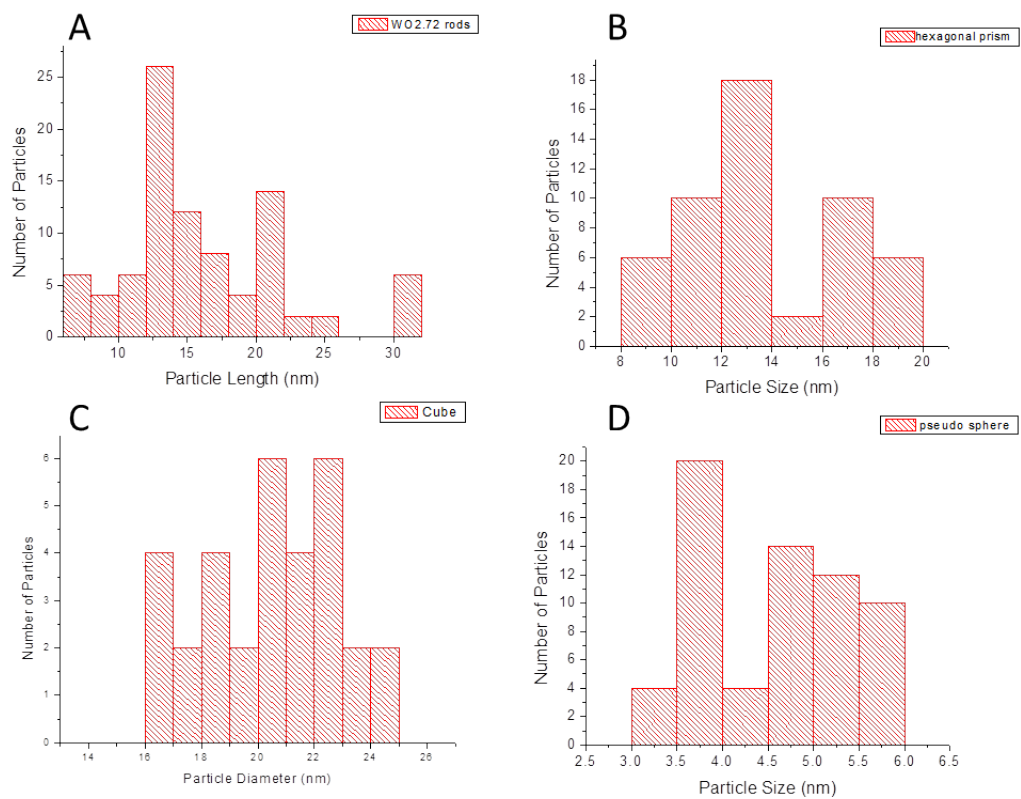 A
WO2.72 rods
Number of Particles
25
20
15
10
5
0
10 15 20 25 30
Particle Length (nm)
B
hexagonal prism
Number of Particles
18
16
14
12
10
8
6
4
2
0
8 10 12 14 16 18 20
Particle Size (nm)
C
Cube
Number of Particles
6
5
4
3
2
1
0
14 16 18 20 22 24 26
Particle Diameter (nm)
D
pseudo sphere
Number of Particles
20
18
16
14
12
10
8
6
4
2
0
2.5 3.0 3.5 4.0 4.5 5.0 5.5 6.0 6.5
Particle Size (nm)